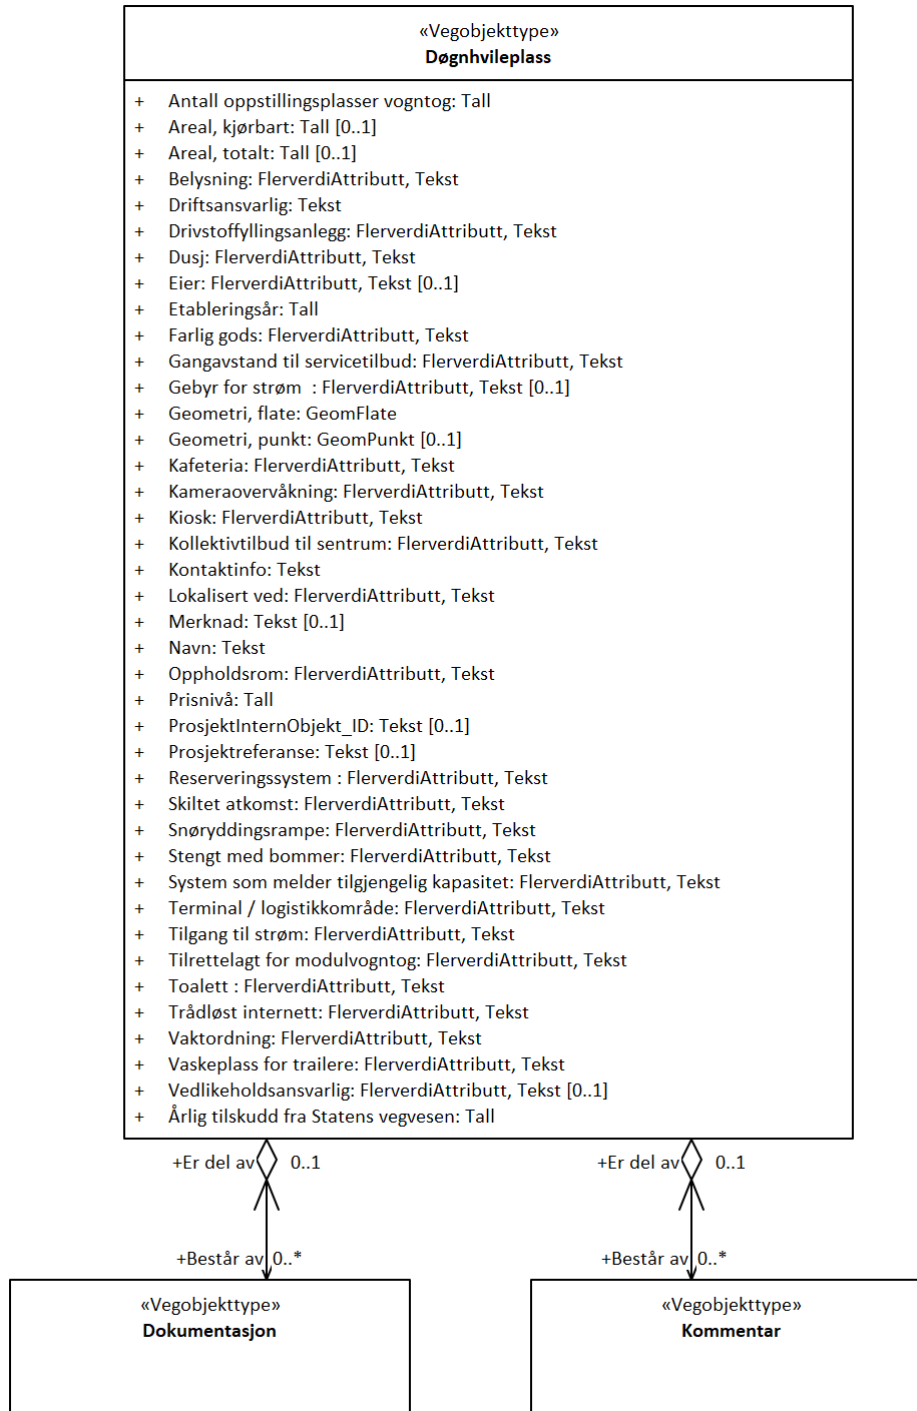 «Vegobjekttype»
Døgnhvileplass
+ Antall oppstillingsplasser vogntog: Tall
+ Areal, kjørbart: Tall [0..1]
+ Areal, totalt: Tall [0..1]
+ Belysning: FlerverdiAttributt, Tekst
+ Driftsansvarlig: Tekst
+ Drivstoffyllingsanlegg: FlerverdiAttributt, Tekst
+ Dusj: FlerverdiAttributt, Tekst
+ Eier: FlerverdiAttributt, Tekst [0..1]
+ Etableringsår: Tall
+ Farlig gods: FlerverdiAttributt, Tekst
+ Gangavstand til servicetilbud: FlerverdiAttributt, Tekst
+ Gebyr for strøm : FlerverdiAttributt, Tekst [0..1]
+ Geometri, flate: GeomFlate
+ Geometri, punkt: GeomPunkt [0..1]
+ Kafeteria: FlerverdiAttributt, Tekst
+ Kameraovervåkning: FlerverdiAttributt, Tekst
+ Kiosk: FlerverdiAttributt, Tekst
+ Kollektivtilbud til sentrum: FlerverdiAttributt, Tekst
+ Kontaktinfo: Tekst
+ Lokalisert ved: FlerverdiAttributt, Tekst
+ Merknad: Tekst [0..1]
+ Navn: Tekst
+ Oppholdsrom: FlerverdiAttributt, Tekst
+ Prisnivå: Tall
+ ProsjektInternObjekt_ID: Tekst [0..1]
+ Prosjektreferanse: Tekst [0..1]
+ Reserveringssystem : FlerverdiAttributt, Tekst
+ Skiltet atkomst: FlerverdiAttributt, Tekst
+ Snøryddingsrampe: FlerverdiAttributt, Tekst
+ Stengt med bommer: FlerverdiAttributt, Tekst
+ System som melder tilgjengelig kapasitet: FlerverdiAttributt, Tekst
+ Terminal / logistikkområde: FlerverdiAttributt, Tekst
+ Tilgang til strøm: FlerverdiAttributt, Tekst
+ Tilrettelagt for modulvogntog: FlerverdiAttributt, Tekst
+ Toalett : FlerverdiAttributt, Tekst
+ Trådløst internett: FlerverdiAttributt, Tekst
+ Vaktordning: FlerverdiAttributt, Tekst
+ Vaskeplass for trailere: FlerverdiAttributt, Tekst
+ Vedlikeholdsansvarlig: FlerverdiAttributt, Tekst [0..1]
+ Årlig tilskudd fra Statens vegvesen: Tall
+Er del av 0..1
+Er del av 0..1
+Består av 0..*
+Består av 0..*
«Vegobjekttype»
Dokumentasjon
«Vegobjekttype»
Kommentar